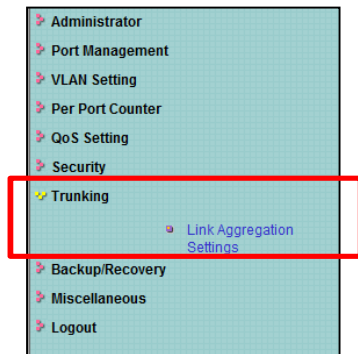 Administrator
Port Management
VLAN Setting
Per Port Counter
QoS Setting
Security
Trunking
Link Aggregation
Settings
Backup/Recovery
Miscellaneous
Logout